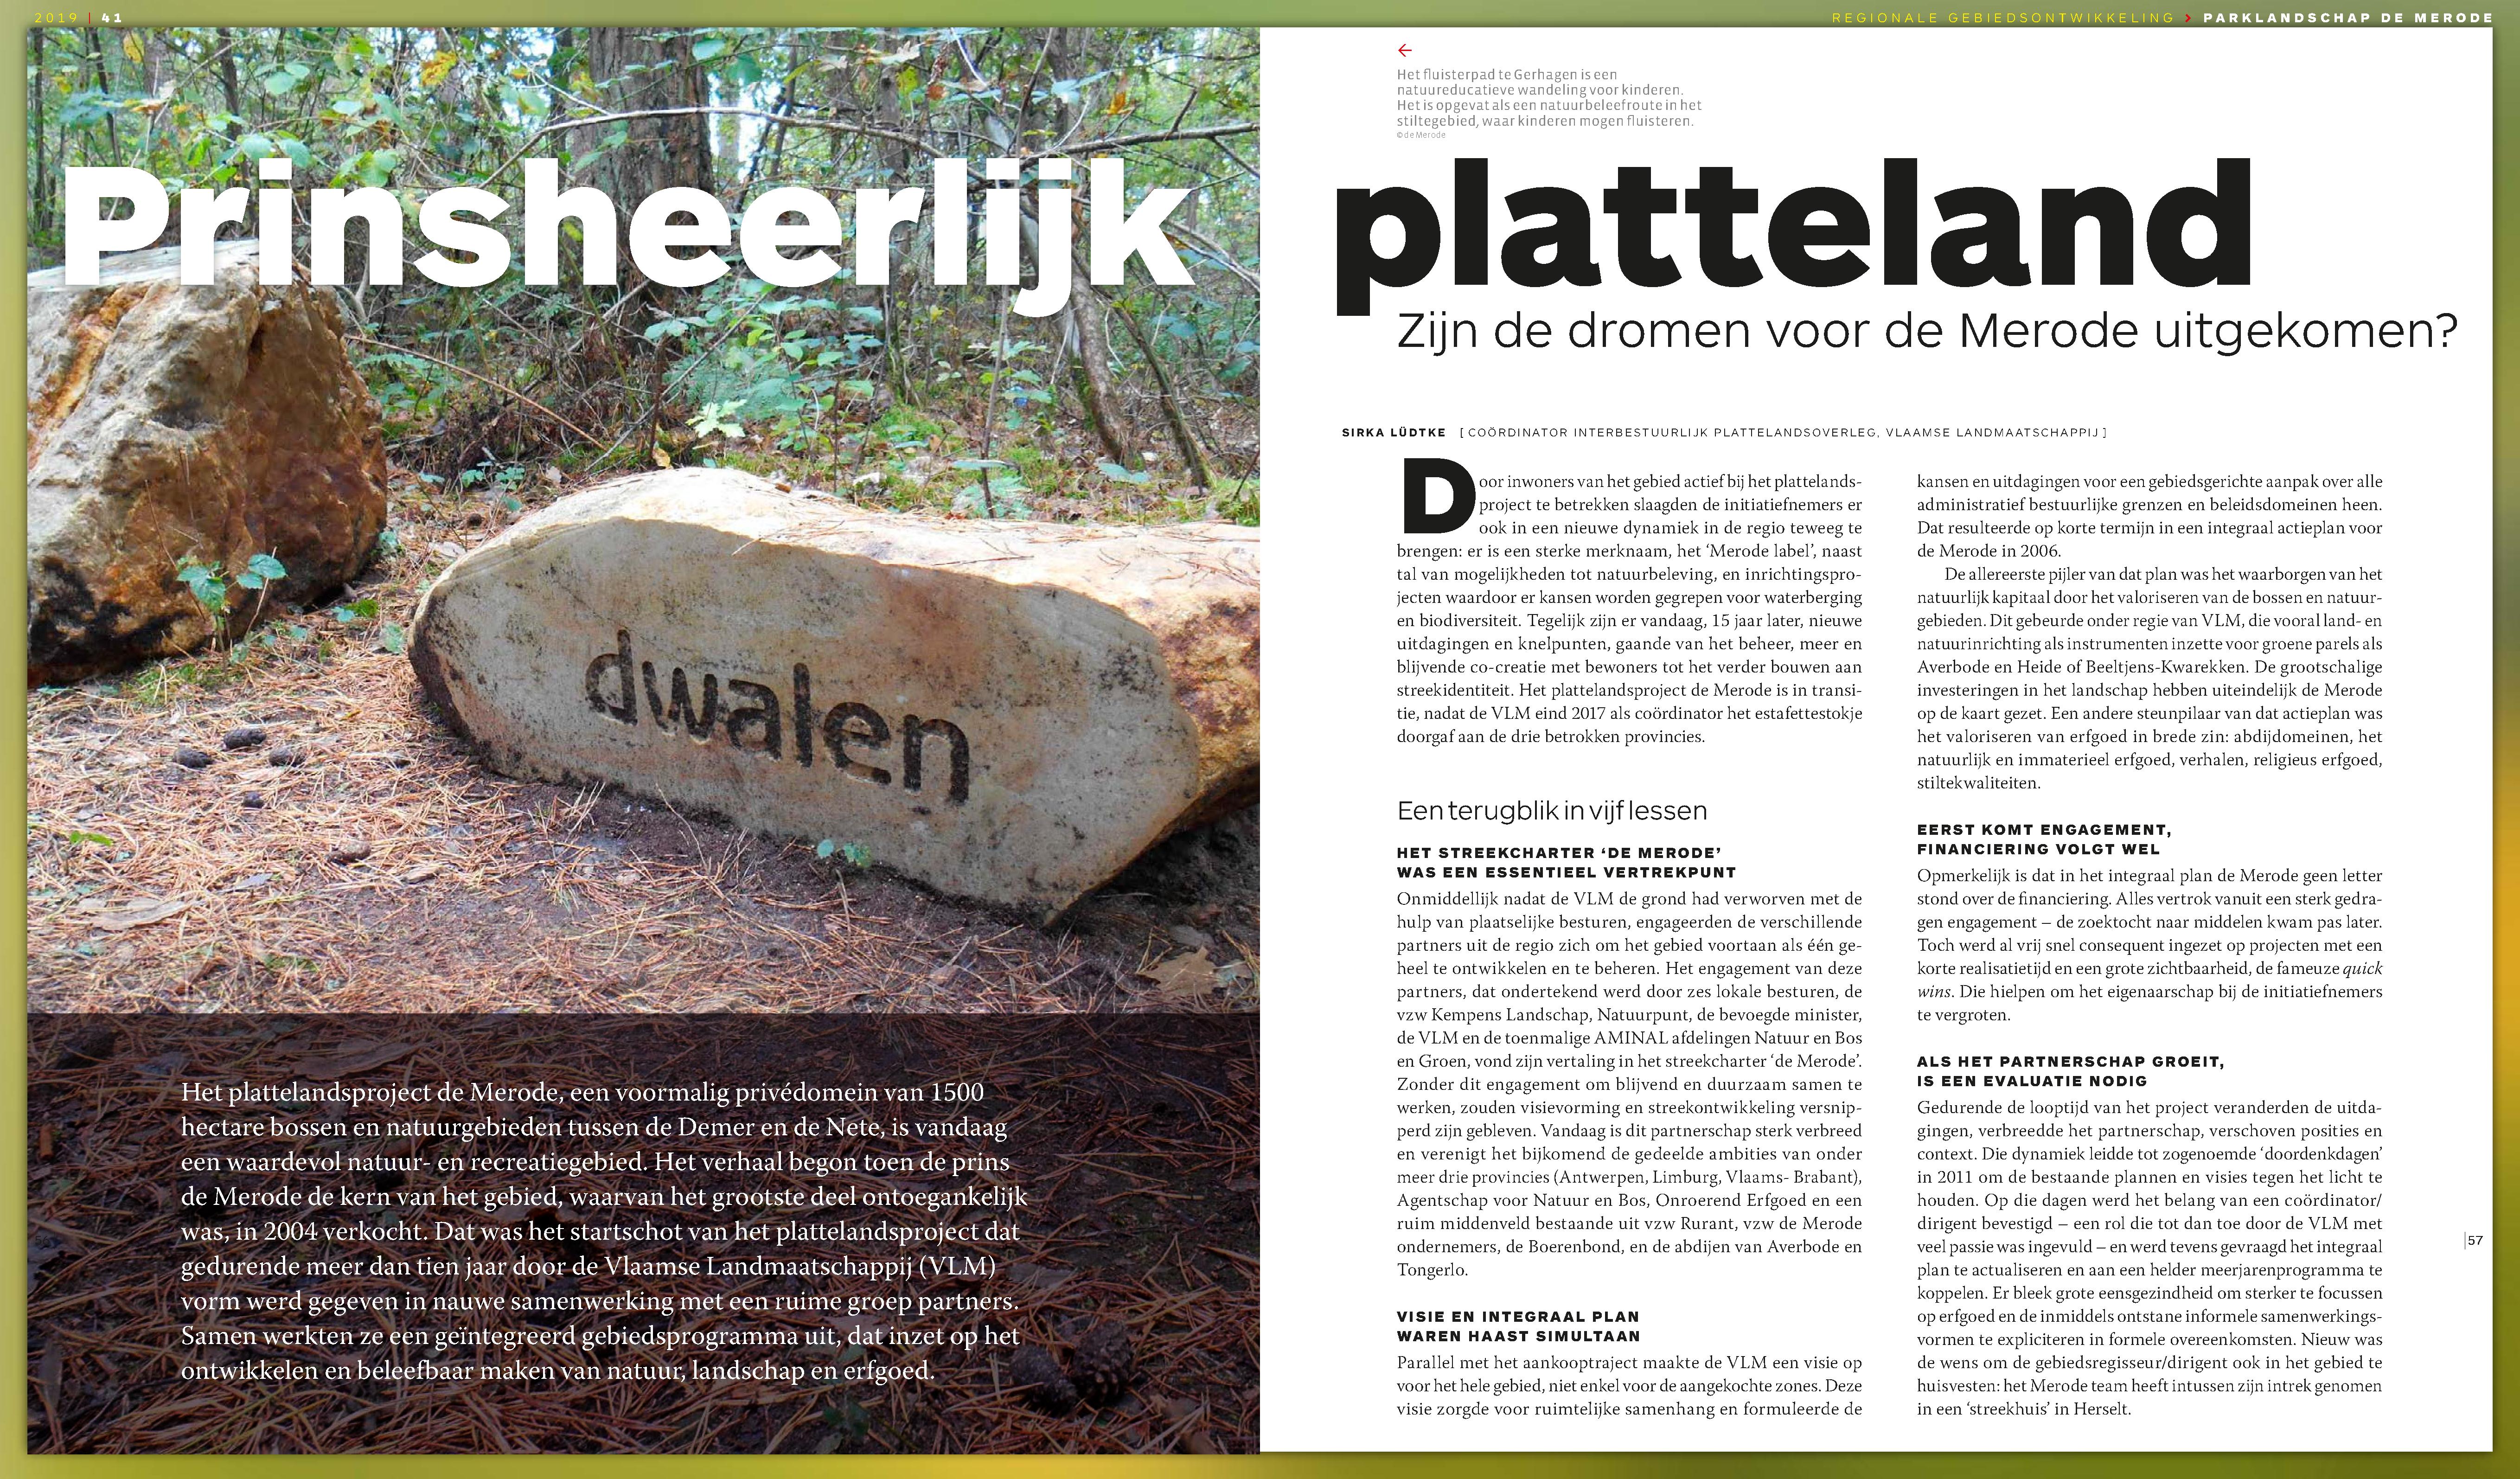 2019 | 41
REGIONALE GEBIEDSONTWIKKELING > PARKLANDSCHAP DE MERODE
Prinsheerlijk
dwalen
Het plattelandsproject de Merode, een voormalig privédomein van 1500
hectare bossen en natuurgebieden tussen de Demer en de Nete, is vandaag
een waardevol natuur- en recreatiegebied. Het verhaal begon toen de prins
de Merode de kern van het gebied, waarvan het grootste deel ontoegankelijk
was, in 2004 verkocht. Dat was het startschot van het plattelandsproject dat
gedurende meer dan tien jaar door de Vlaamse Landmaatschappij (VLM)
vorm werd gegeven in nauwe samenwerking met een ruime groep partners.
Samen werkten ze een geïntegreerd gebiedsprogramma uit, dat inzet op het
ontwikkelen en beleefbaar maken van natuur, landschap en erfgoed.
←
Het fluisterpad te Gerhagen is een
natuureducatieve wandeling voor kinderen.
Het is opgevat als een natuurbeleefroute in het
stiltegebied, waar kinderen mogen fluisteren.
© de Merode
platteland
Zijn de dromen voor de Merode uitgekomen?
SIRKA LÜDTKE [ COÖRDINATOR INTERBESTUURLIJK PLATTELANDSOVERLEG, VLAAMSE LANDMAATSCHAPPIJ ]
Door inwoners van het gebied actief bij het plattelands-
project te betrekken slaagden de initiatiefnemers er
ook in een nieuwe dynamiek in de regio teweeg te
brengen: er is een sterke merknaam, het ‘Merode label’, naast
tal van mogelijkheden tot natuurbeleving, en inrichtingspro-
jecten waardoor er kansen worden gegrepen voor waterberging
en biodiversiteit. Tegelijk zijn er vandaag, 15 jaar later, nieuwe
uitdagingen en knelpunten, gaande van het beheer, meer en
blijvende co-creatie met bewoners tot het verder bouwen aan
streekidentiteit. Het plattelandsproject de Merode is in transi-
tie, nadat de VLM eind 2017 als coördinator het estafettestokje
doorgaf aan de drie betrokken provincies.
Een terugblik in vijf lessen
HET STREEKCHARTER ‘DE MERODE’
WAS EEN ESSENTIEEL VERTREKPUNT
Onmiddellijk nadat de VLM de grond had verworven met de
hulp van plaatselijke besturen, engageerden de verschillende
partners uit de regio zich om het gebied voortaan als één ge-
heel te ontwikkelen en te beheren. Het engagement van deze
partners, dat ondertekend werd door zes lokale besturen, de
vzw Kempens Landschap, Natuurpunt, de bevoegde minister,
de VLM en de toenmalige AMINAL afdelingen Natuur en Bos
en Groen, vond zijn vertaling in het streekcharter ‘de Merode’.
Zonder dit engagement om blijvend en duurzaam samen te
werken, zouden visievorming en streekontwikkeling versnip-
perd zijn gebleven. Vandaag is dit partnerschap sterk verbreed
en verenigt het bijkomend de gedeelde ambities van onder
meer drie provincies (Antwerpen, Limburg, Vlaams- Brabant),
Agentschap voor Natuur en Bos, Onroerend Erfgoed en een
ruim middenveld bestaande uit vzw Rurant, vzw de Merode
ondernemers, de Boerenbond, en de abdijen van Averbode en
Tongerlo.
VISIE EN INTEGRAAL PLAN
WAREN HAAST SIMULTAAN
Parallel met het aankooptraject maakte de VLM een visie op
voor het hele gebied, niet enkel voor de aangekochte zones. Deze
visie zorgde voor ruimtelijke samenhang en formuleerde de
kansen en uitdagingen voor een gebiedsgerichte aanpak over alle
administratief bestuurlijke grenzen en beleidsdomeinen heen.
Dat resulteerde op korte termijn in een integraal actieplan voor
de Merode in 2006.
De allereerste pijler van dat plan was het waarborgen van het
natuurlijk kapitaal door het valoriseren van de bossen en natuur-
gebieden. Dit gebeurde onder regie van VLM, die vooral land- en
natuurinrichting als instrumenten inzette voor groene parels als
Averbode en Heide of Beeltjens-Kwarekken. De grootschalige
investeringen in het landschap hebben uiteindelijk de Merode
op de kaart gezet. Een andere steunpilaar van dat actieplan was
het valoriseren van erfgoed in brede zin: abdijdomeinen, het
natuurlijk en immaterieel erfgoed, verhalen, religieus erfgoed,
stiltekwaliteiten.
EERST KOMT ENGAGEMENT,
FINANCIERING VOLGT WEL
Opmerkelijk is dat in het integraal plan de Merode geen letter
stond over de financiering. Alles vertrok vanuit een sterk gedra-
gen engagement – de zoektocht naar middelen kwam pas later.
Toch werd al vrij snel consequent ingezet op projecten met een
korte realisatietijd en een grote zichtbaarheid, de fameuze quick
wins. Die hielpen om het eigenaarschap bij de initiatiefnemers
te vergroten.
ALS HET PARTNERSCHAP GROEIT,
IS EEN EVALUATIE NODIG
Gedurende de looptijd van het project veranderden de uitda-
gingen, verbreedde het partnerschap, verschoven posities en
context. Die dynamiek leidde tot zogenoemde ‘doordenkdagen’
in 2011 om de bestaande plannen en visies tegen het licht te
houden. Op die dagen werd het belang van een coördinator/
dirigent bevestigd – een rol die tot dan toe door de VLM met
veel passie was ingevuld – en werd tevens gevraagd het integraal
plan te actualiseren en aan een helder meerjarenprogramma te
koppelen. Er bleek grote eensgezindheid om sterker te focussen
op erfgoed en de inmiddels ontstane informele samenwerkings-
vormen te expliciteren in formele overeenkomsten. Nieuw was
de wens om de gebiedsregisseur/dirigent ook in het gebied te
huisvesten: het Merode team heeft intussen zijn intrek genomen
in een ‘streekhuis’ in Herselt.
|57